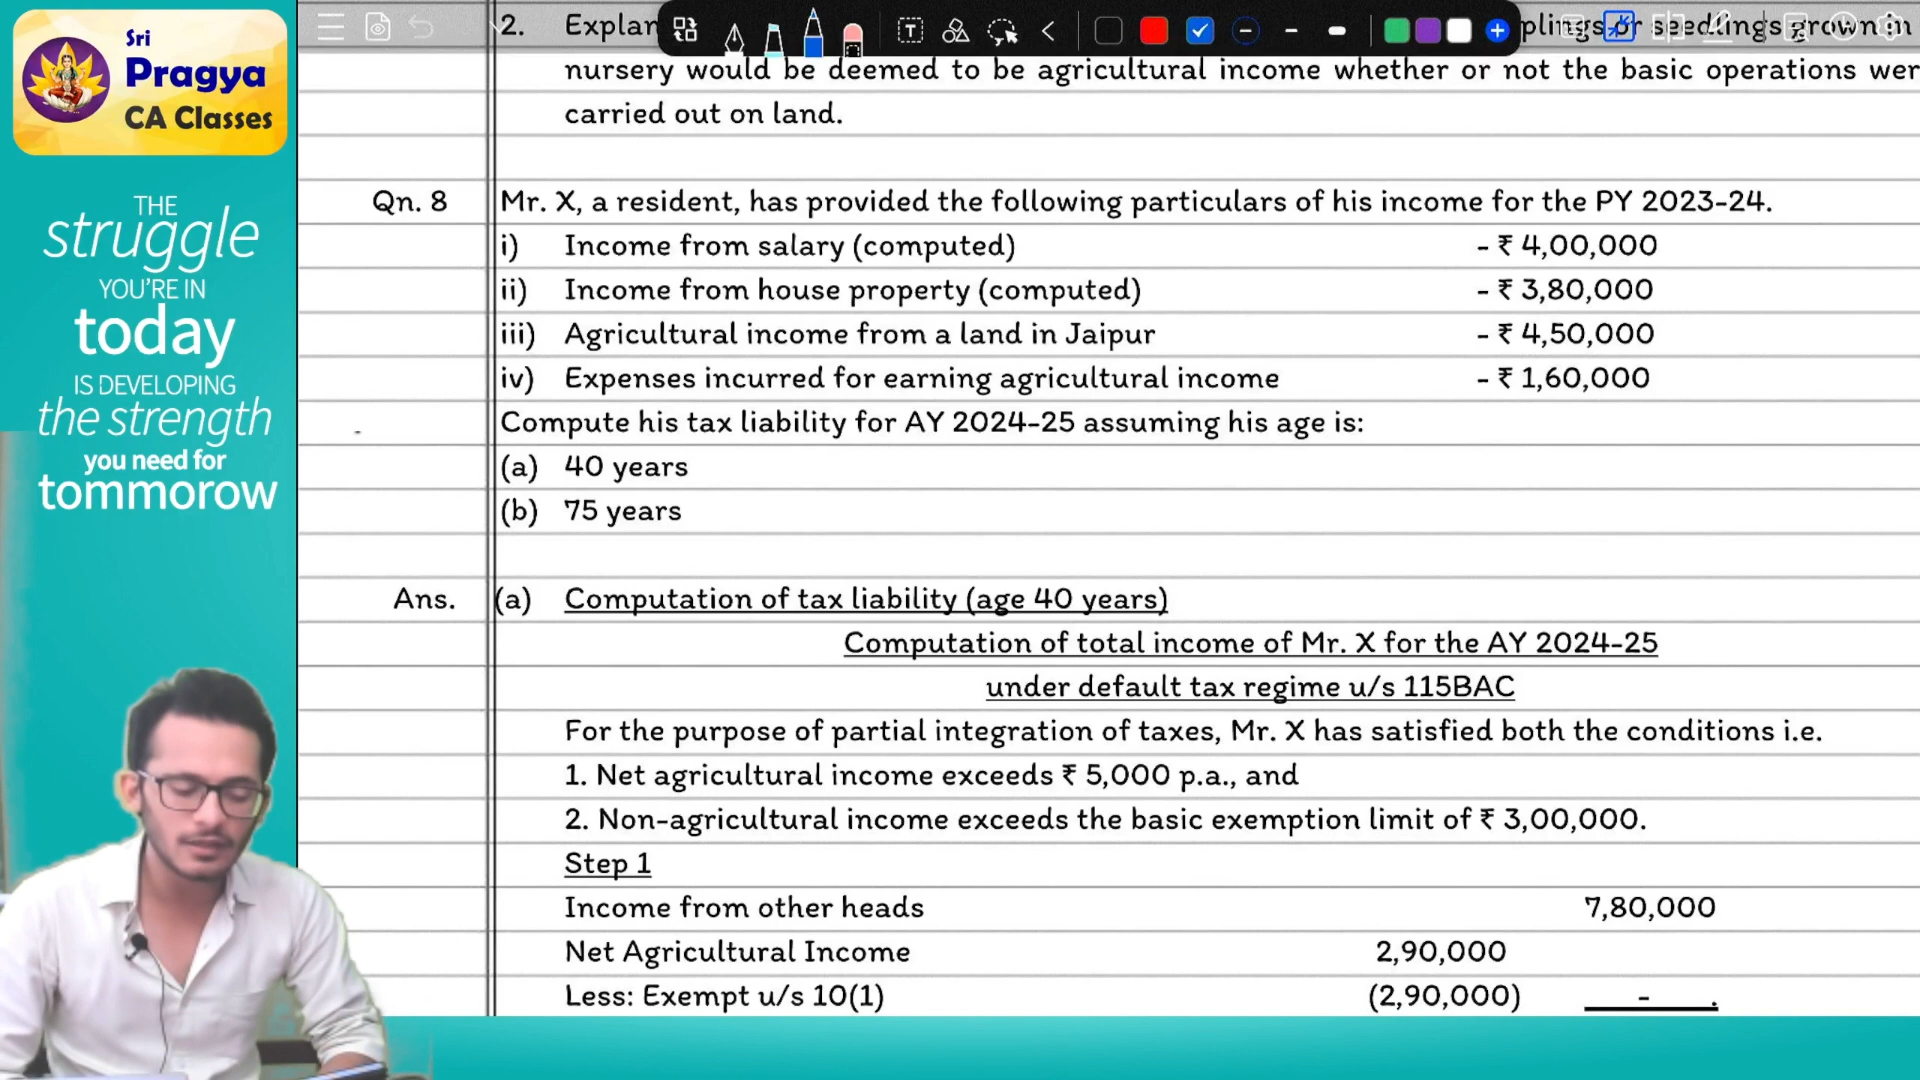 Sri
Pragya
CA Classes
THE
struggle
YOU'RE IN
today
IS DEVELOPING
the strength
you need for
tommorow
2. Explan plings or seedlings grown in
nursery would be deemed to be agricultural income whether or not the basic operations wer
carried out on land.
Qn. 8 Mr. X, a resident, has provided the following particulars of his income for the PY 2023-24.
i) Income from salary (computed) - ₹ 4,00,000
ii) Income from house property (computed) - ₹ 3,80,000
iii) Agricultural income from a land in Jaipur - ₹ 4,50,000
iv) Expenses incurred for earning agricultural income - ₹ 1,60,000
Compute his tax liability for AY 2024-25 assuming his age is:
(a) 40 years
(b) 75 years
Ans. (a) Computation of tax liability (age 40 years)
Computation of total income of Mr. X for the AY 2024-25
under default tax regime u/s 115BAC
For the purpose of partial integration of taxes, Mr. X has satisfied both the conditions i.e.
1. Net agricultural income exceeds ₹ 5,000 p.a., and
2. Non-agricultural income exceeds the basic exemption limit of ₹ 3,00,000.
Step 1
Income from other heads 7,80,000
Net Agricultural Income 2,90,000
Less: Exempt u/s 10(1) (2,90,000) - .